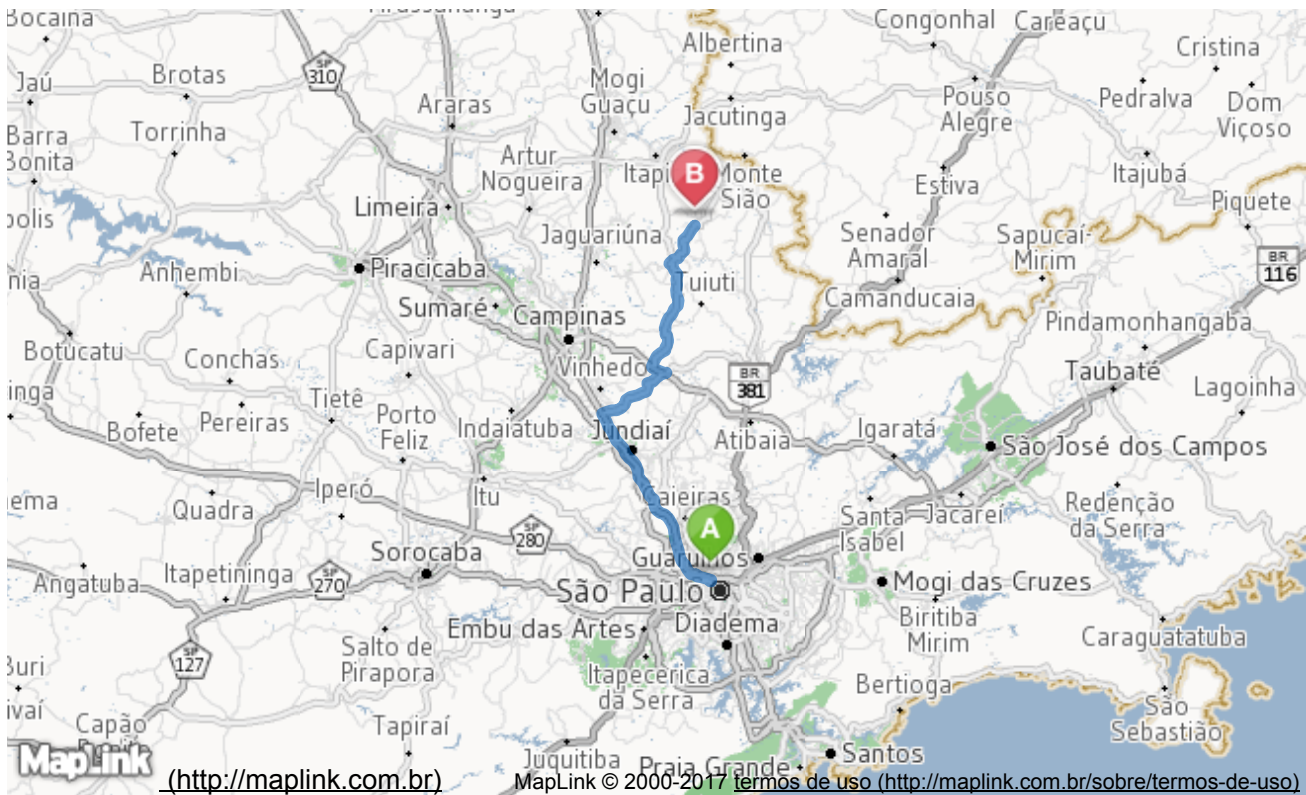 Bocaina
Congonhal
Careaçu
SP
310
Albertina
Cristina
Jaú
Brotas
Mogi
Guaçu
Pouso
Alegre
Pedralva
Dom
Viçoso
Araras
Jacutinga
Barra
Bonita
Torrinha
Artur
Nogueira
B
Monte
Sião
Estiva
Itajubá
Piquete
Limeira
Jaguariúna
Senador
Amaral
Sapucaí-
Mirim
BR
116
Anhembi
Piracicaba
Tuiuti
Camanducaia
Sumaré
Campinas
Pindamonhangaba
Botucatu
Conchas
Capivari
Vinhedo
BR
381
Taubaté
Lagoinha
Tietê
Bofete
Pereiras
Porto
Feliz
Indaiatuba
Jundiaí
Atibaia
Igaratá
São José dos Campos
Iperó
Itu
Caieiras
Quadra
Santa
Isabel
Jacareí
Redenção
da Serra
SP
280
A
Sorocaba
Guarulhos
Angatuba
Itapetininga
SP
270
São Paulo
Mogi das Cruzes
Embu das Artes
Diadema
Biritiba
Mirim
Caraguatatuba
Buri
SP
127
Salto de
Pirapora
Itapecerica
da Serra
Bertioga
São
Sebastião
Capão
Tapiraí
Juquitiba
Praia Grande
Santos
MapLink
(http://maplink.com.br)
MapLink © 2000-2017 termos de uso (http://maplink.com.br/sobre/termos-de-uso)